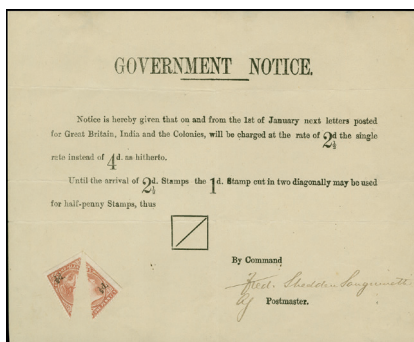 GOVERNMENT NOTICE.
Notice is hereby given that on and from the 1st of January next letters posted
for Great Britain, India and the Colonies, will be charged at the rate of 2½d the single
rate instead of 4d. as hitherto.
Until the arrival of 2½d. Stamps the 1d. Stamp cut in two diagonally may be used
for half-penny Stamps, thus
By Command
Fred. Shedden
Ag Postmaster.